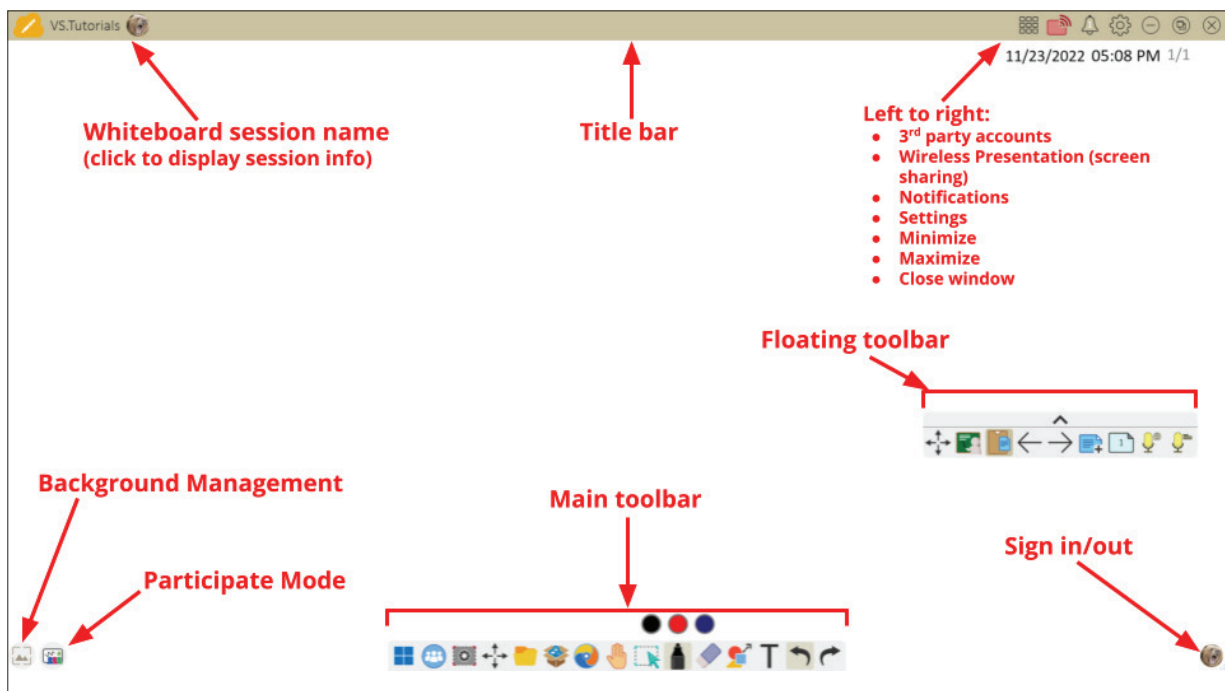 VS.Tutorials
11/23/2022 05:08 PM 1/1
Whiteboard session name
(click to display session info)
Title bar
Left to right:
● 3rd party accounts
● Wireless Presentation (screen
sharing)
● Notifications
● Settings
● Minimize
● Maximize
● Close window
Floating toolbar
1
Background Management
Main toolbar
Sign in/out
Participate Mode
T